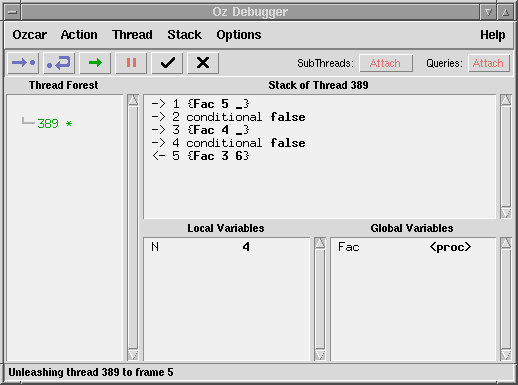 Oz Debugger
Ozcar Action Thread Stack Options Help
SubThreads: Attach Queries: Attach
Thread Forest
389 *
Stack of Thread 389
-> 1 {Fac 5 _}
-> 2 conditional false
-> 3 {Fac 4 _}
-> 4 conditional false
<- 5 {Fac 3 6}
Local Variables
N 4
Global Variables
Fac <proc>
Unleashing thread 389 to frame 5